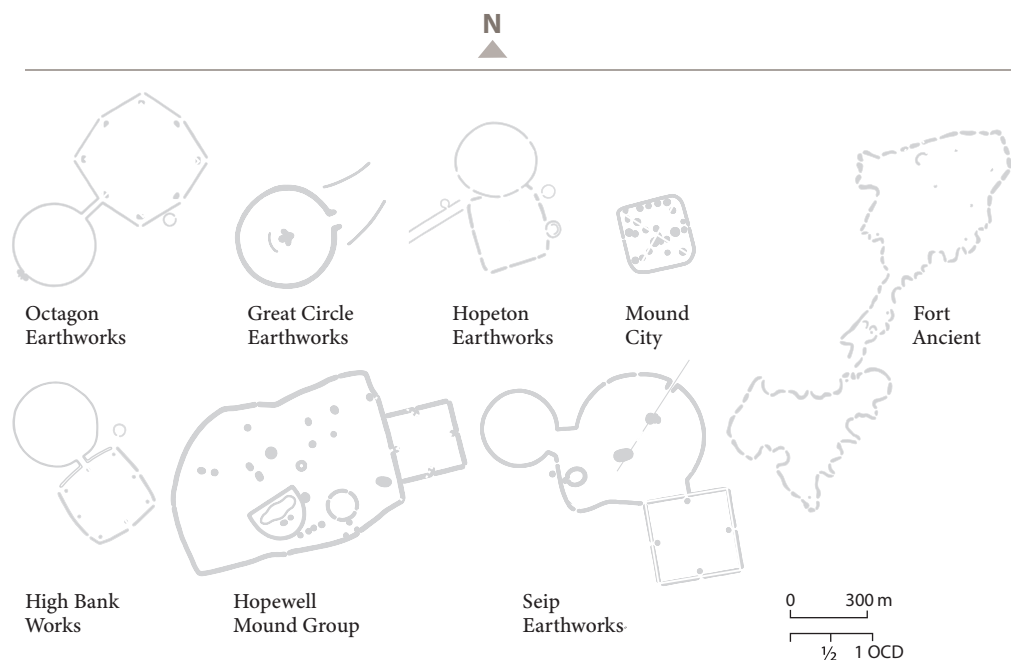 N
Octagon
Earthworks
Great Circle
Earthworks
Hopeton
Earthworks
Mound
City
Fort
Ancient
High Bank
Works
Hopewell
Mound Group
Seip
Earthworks
0 300 m
½ 1 OCD